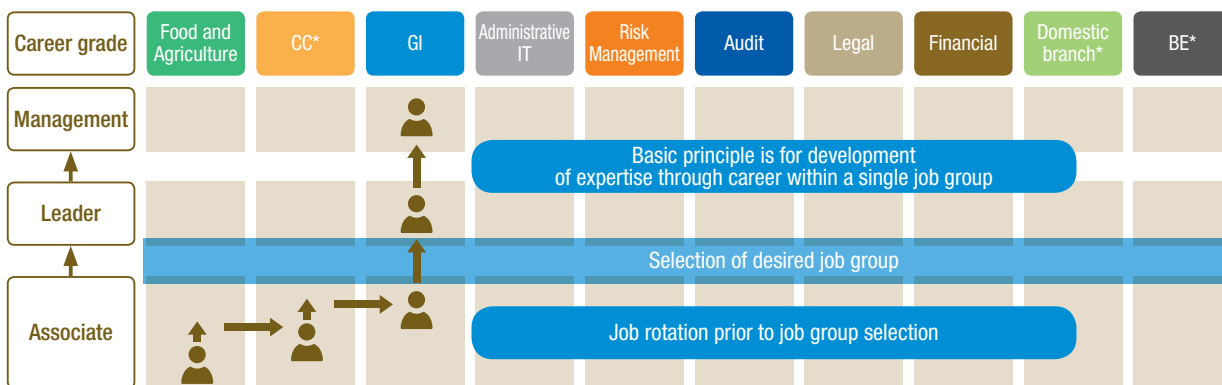 Career grade
Food and
Agriculture
CC*
GI
Administrative
IT
Risk
Management
Audit
Legal
Financial
Domestic
branch*
BE*
Management
Basic principle is for development
of expertise through career within a single job group
Leader
Selection of desired job group
Associate
Job rotation prior to job group selection